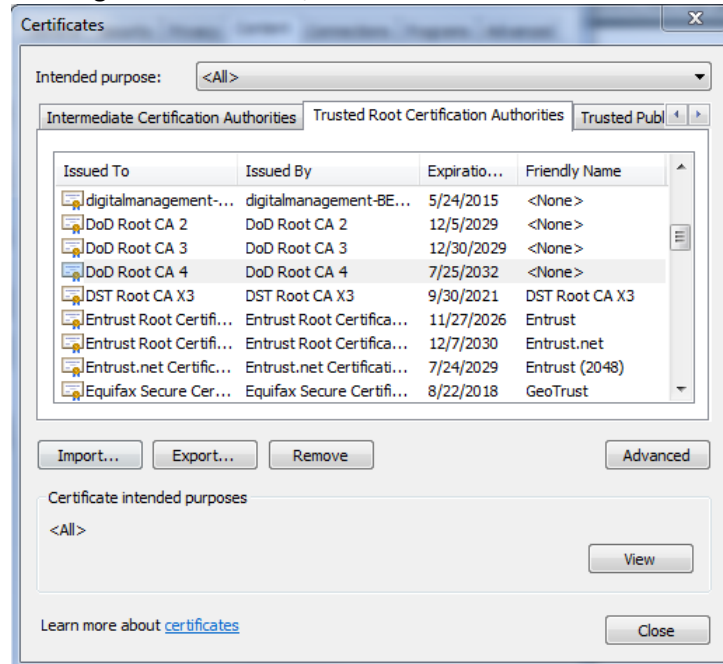 Certificates
Intended purpose: <All>
Intermediate Certification Authorities Trusted Root Certification Authorities Trusted Publ
Issued To Issued By Expiratio... Friendly Name
digitalmanagement-... digitalmanagement-BE... 5/24/2015 <None>
DoD Root CA 2 DoD Root CA 2 12/5/2029 <None>
DoD Root CA 3 DoD Root CA 3 12/30/2029 <None>
DoD Root CA 4 DoD Root CA 4 7/25/2032 <None>
DST Root CA X3 DST Root CA X3 9/30/2021 DST Root CA X3
Entrust Root Certifi... Entrust Root Certifica... 11/27/2026 Entrust
Entrust Root Certifi... Entrust Root Certifica... 12/7/2030 Entrust.net
Entrust.net Certific... Entrust.net Certificati... 7/24/2029 Entrust (2048)
Equifax Secure Cer... Equifax Secure Certifi... 8/22/2018 GeoTrust
Import... Export... Remove Advanced
Certificate intended purposes
<All>
View
Learn more about certificates
Close